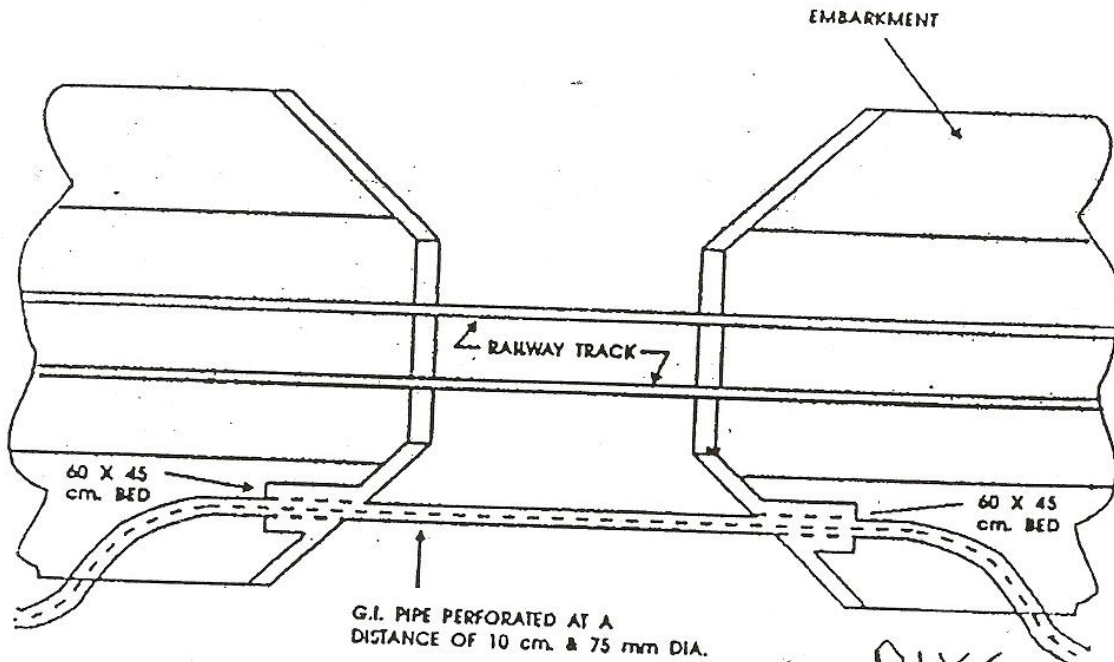 EMBARKMENT
RAILWAY TRACK
60 X 45
cm. BED
60 X 45
cm. BED
G.I. PIPE PERFORATED AT A
DISTANCE OF 10 cm. & 75 mm DIA.